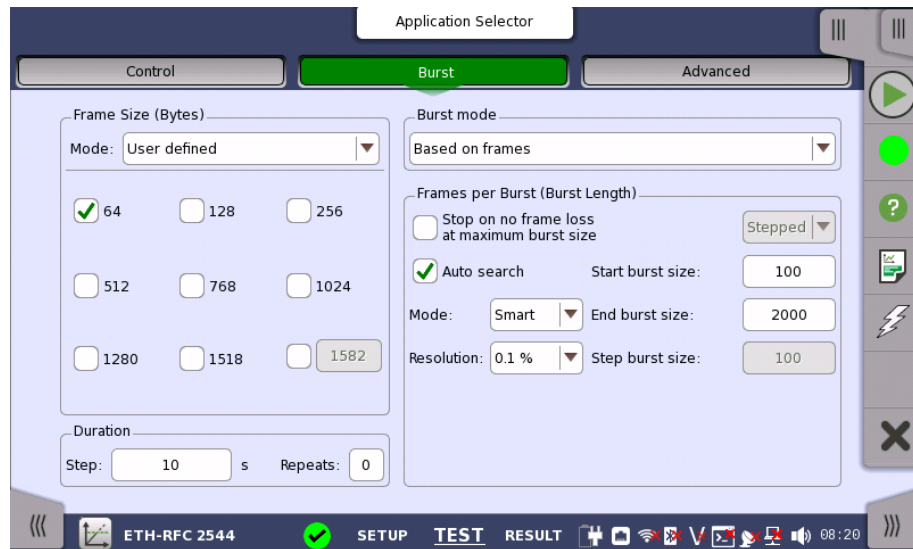 Application Selector
Control Burst Advanced
Frame Size (Bytes)
Mode: User defined
64 128 256
512 768 1024
1280 1518 1582
Duration
Step: 10 s Repeats: 0
Burst mode
Based on frames
Frames per Burst (Burst Length)
Stop on no frame loss
at maximum burst size
Stepped
Auto search Start burst size: 100
Mode: Smart End burst size: 2000
Resolution: 0.1 % Step burst size: 100
ETH-RFC 2544 SETUP TEST RESULT 08:20